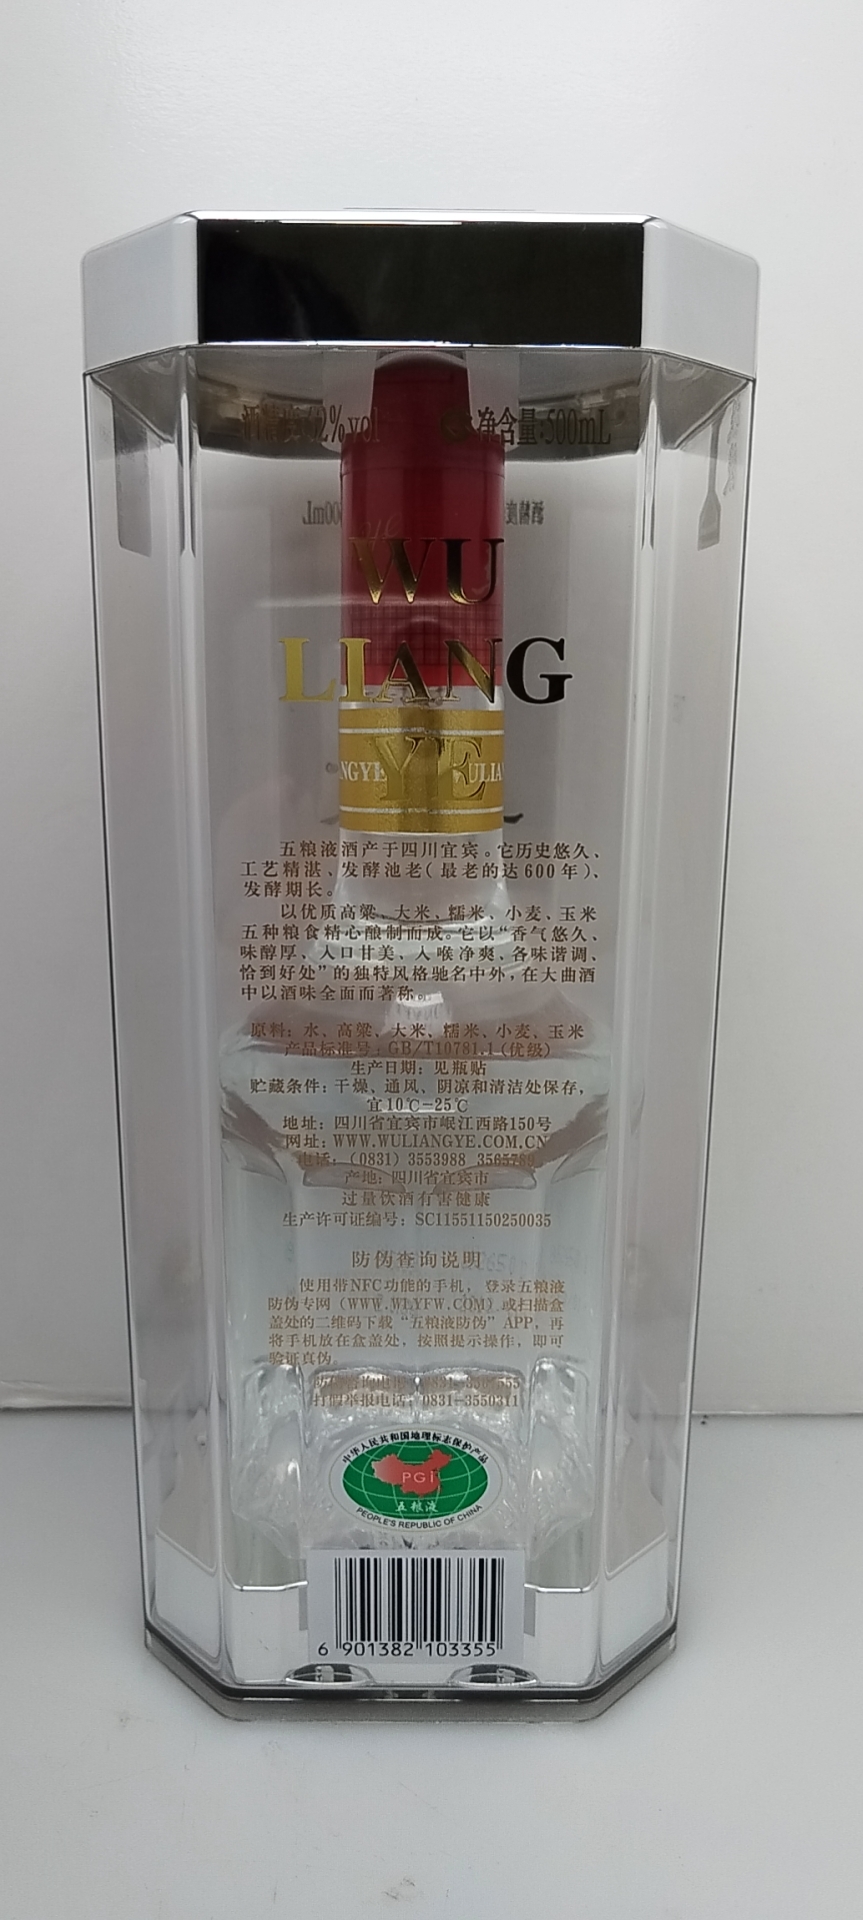 酒精度:52%vol
净含量:500mL
WU
LIANG
YE
五粮液酒产于四川宜宾。它历史悠久、
工艺精湛、发酵池老(最老的达600年)、
发酵期长。
以优质高粱、大米、糯米、小麦、玉米
五种粮食精心酿制而成。它以“香气悠久、
味醇厚、入口甘美、入喉净爽、各味谐调、
恰到好处”的独特风格驰名中外,在大曲酒
中以酒味全面而著称。
原料:水、高粱、大米、糯米、小麦、玉米
产品标准号:GB/T10781.1(优级)
生产日期:见瓶贴
贮藏条件:干燥、通风、阴凉和清洁处保存,
宜10℃-25℃
地址:四川省宜宾市岷江西路150号
网址:WWW.WULIANGYE.COM.CN
电话:(0831) 3553988
产地:四川省宜宾市
过量饮酒有害健康
生产许可证编号:SC11551150250035
防伪查询说明
使用带NFC功能的手机,登录五粮液
防伪专网(WWW.WLYFW.COM)或扫描盒
盖处的二维码下载“五粮液防伪”APP,再
将手机放在盒盖处,按照提示操作,即可
验证真伪。
打假举报电话:0831-3550311
中华人民共和国地理标志保护产品
PGI
五粮液
PEOPLE'S REPUBLIC OF CHINA
6 901382 103355